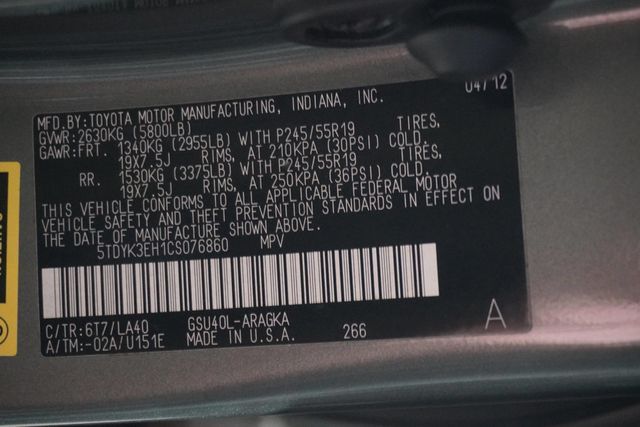 04/12
MFD.BY:TOYOTA MOTOR MANUFACTURING, INDIANA, INC.
GVWR:2630KG (5800LB)
GAWR:FRT. 1340KG (2955LB) WITH P245/55R19 TIRES,
19X7.5J RIMS, AT 210KPA (30PSI) COLD.
RR. 1530KG (3375LB) WITH P245/55R19 TIRES,
19X7.5J RIMS, AT 250KPA (36PSI) COLD.
THIS VEHICLE CONFORMS TO ALL APPLICABLE FEDERAL MOTOR
VEHICLE SAFETY AND THEFT PREVENTION STANDARDS IN EFFECT ON
THE DATE OF MANUFACTURE SHOWN ABOVE.
5TDYK3EH1CS076860 MPV
C/TR:6T7/LA40 GSU40L-ARAGKA
A/TM:-02A/U151E MADE IN U.S.A. 266 A